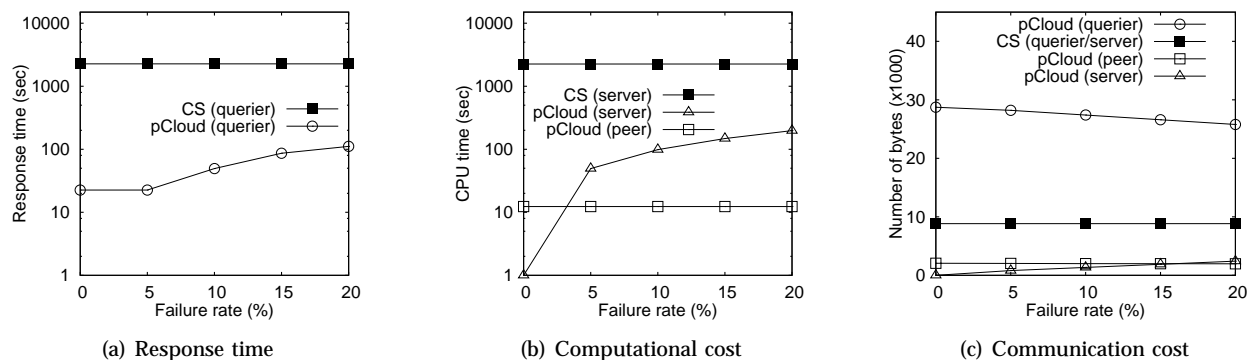 10000
1000
100
10
1
Response time (sec)
CS (querier)
pCloud (querier)
0 5 10 15 20
Failure rate (%)
(a) Response time
10000
1000
100
10
1
CPU time (sec)
CS (server)
pCloud (server)
pCloud (peer)
0 5 10 15 20
Failure rate (%)
(b) Computational cost
45
30
10
0
Number of bytes (x1000)
pCloud (querier)
CS (querier/server)
pCloud (peer)
pCloud (server)
0 5 10 15 20
Failure rate (%)
(c) Communication cost